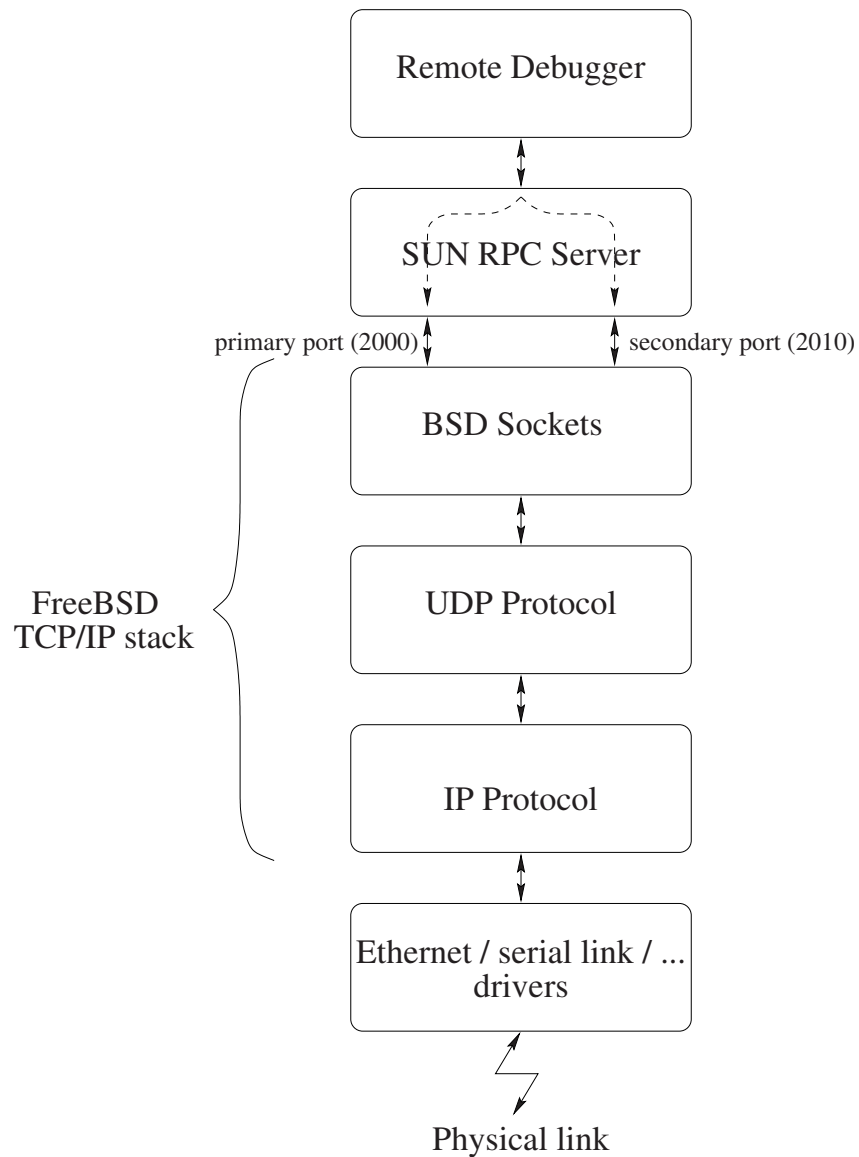 Remote Debugger
SUN RPC Server
primary port (2000)
secondary port (2010)
BSD Sockets
UDP Protocol
FreeBSD
TCP/IP stack
IP Protocol
Ethernet / serial link / ...
drivers
Physical link